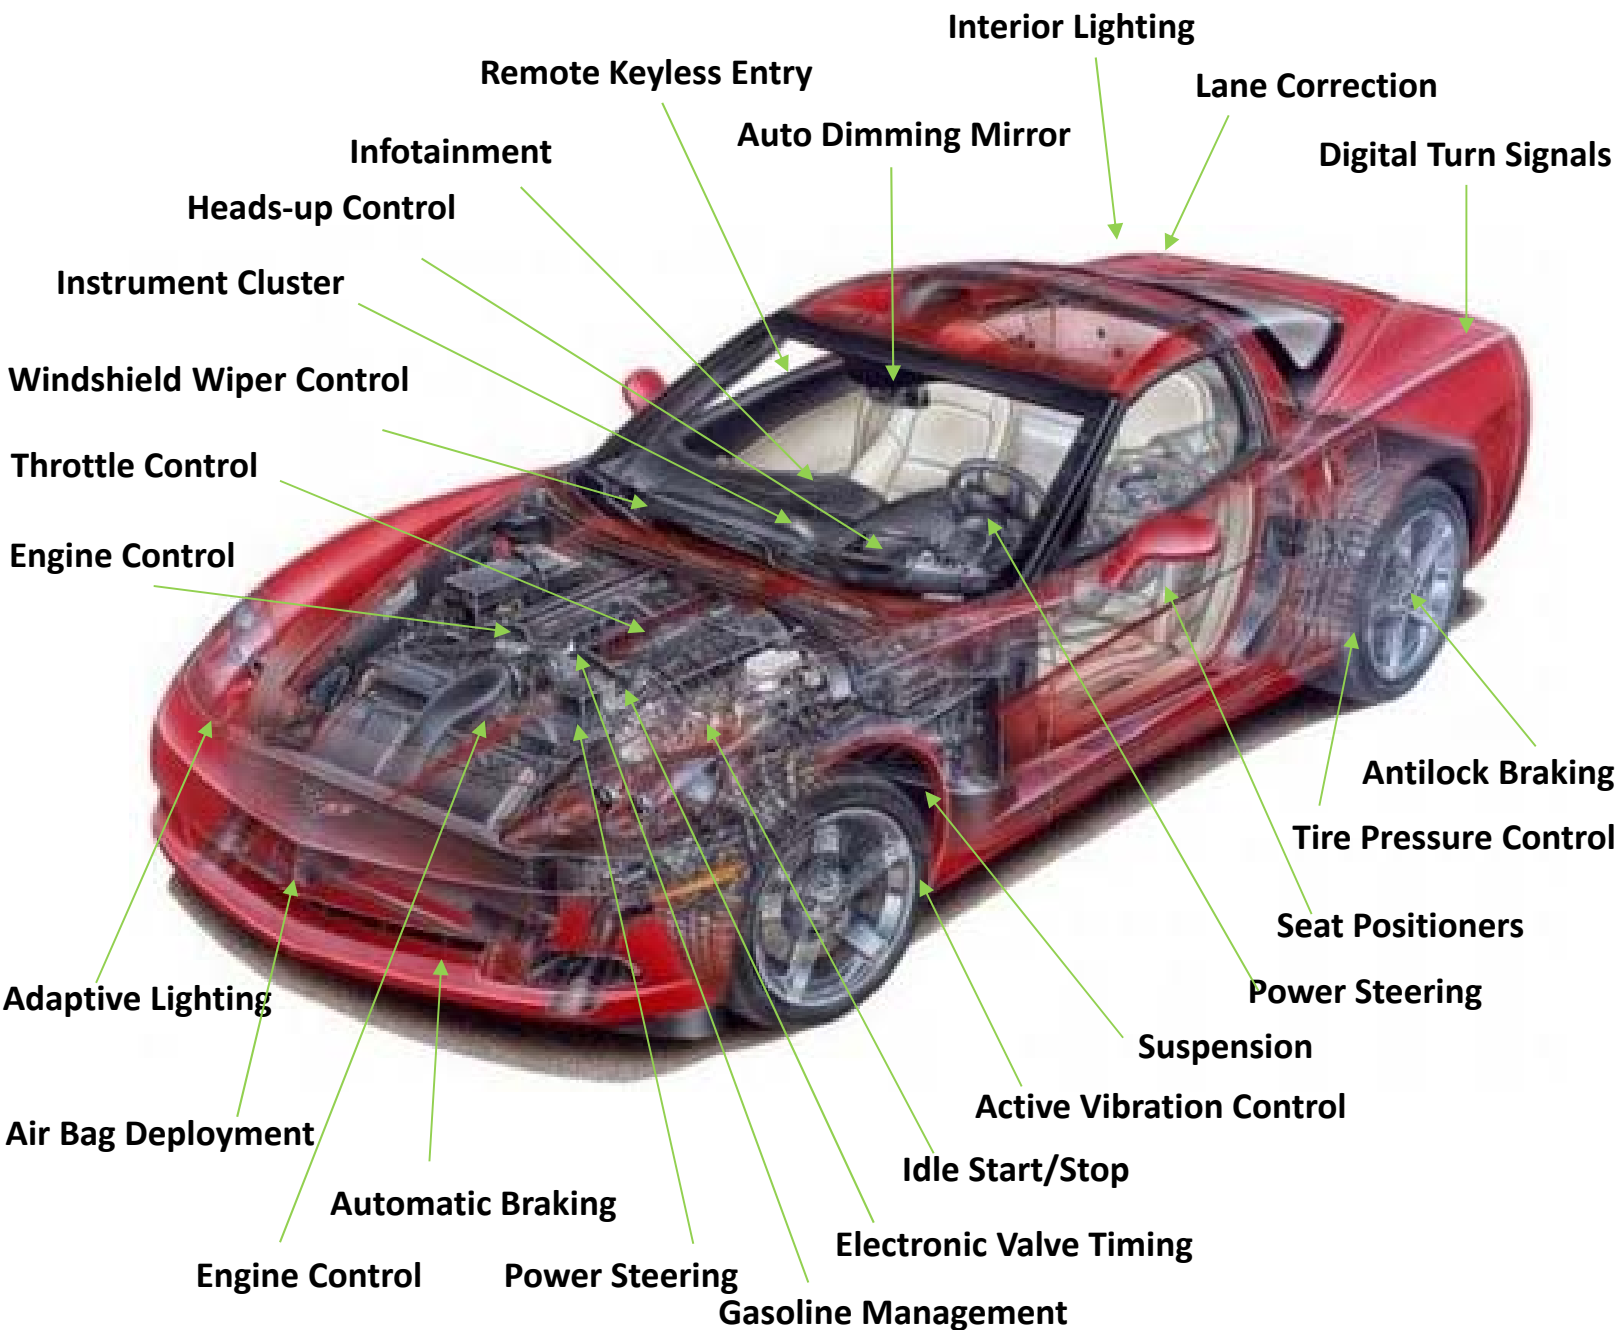 Interior Lighting
Remote Keyless Entry
Lane Correction
Auto Dimming Mirror
Infotainment
Digital Turn Signals
Heads-up Control
Instrument Cluster
Windshield Wiper Control
Throttle Control
Engine Control
Antilock Braking
Tire Pressure Control
Seat Positioners
Power Steering
Adaptive Lighting
Suspension
Active Vibration Control
Air Bag Deployment
Idle Start/Stop
Automatic Braking
Electronic Valve Timing
Engine Control
Power Steering
Gasoline Management